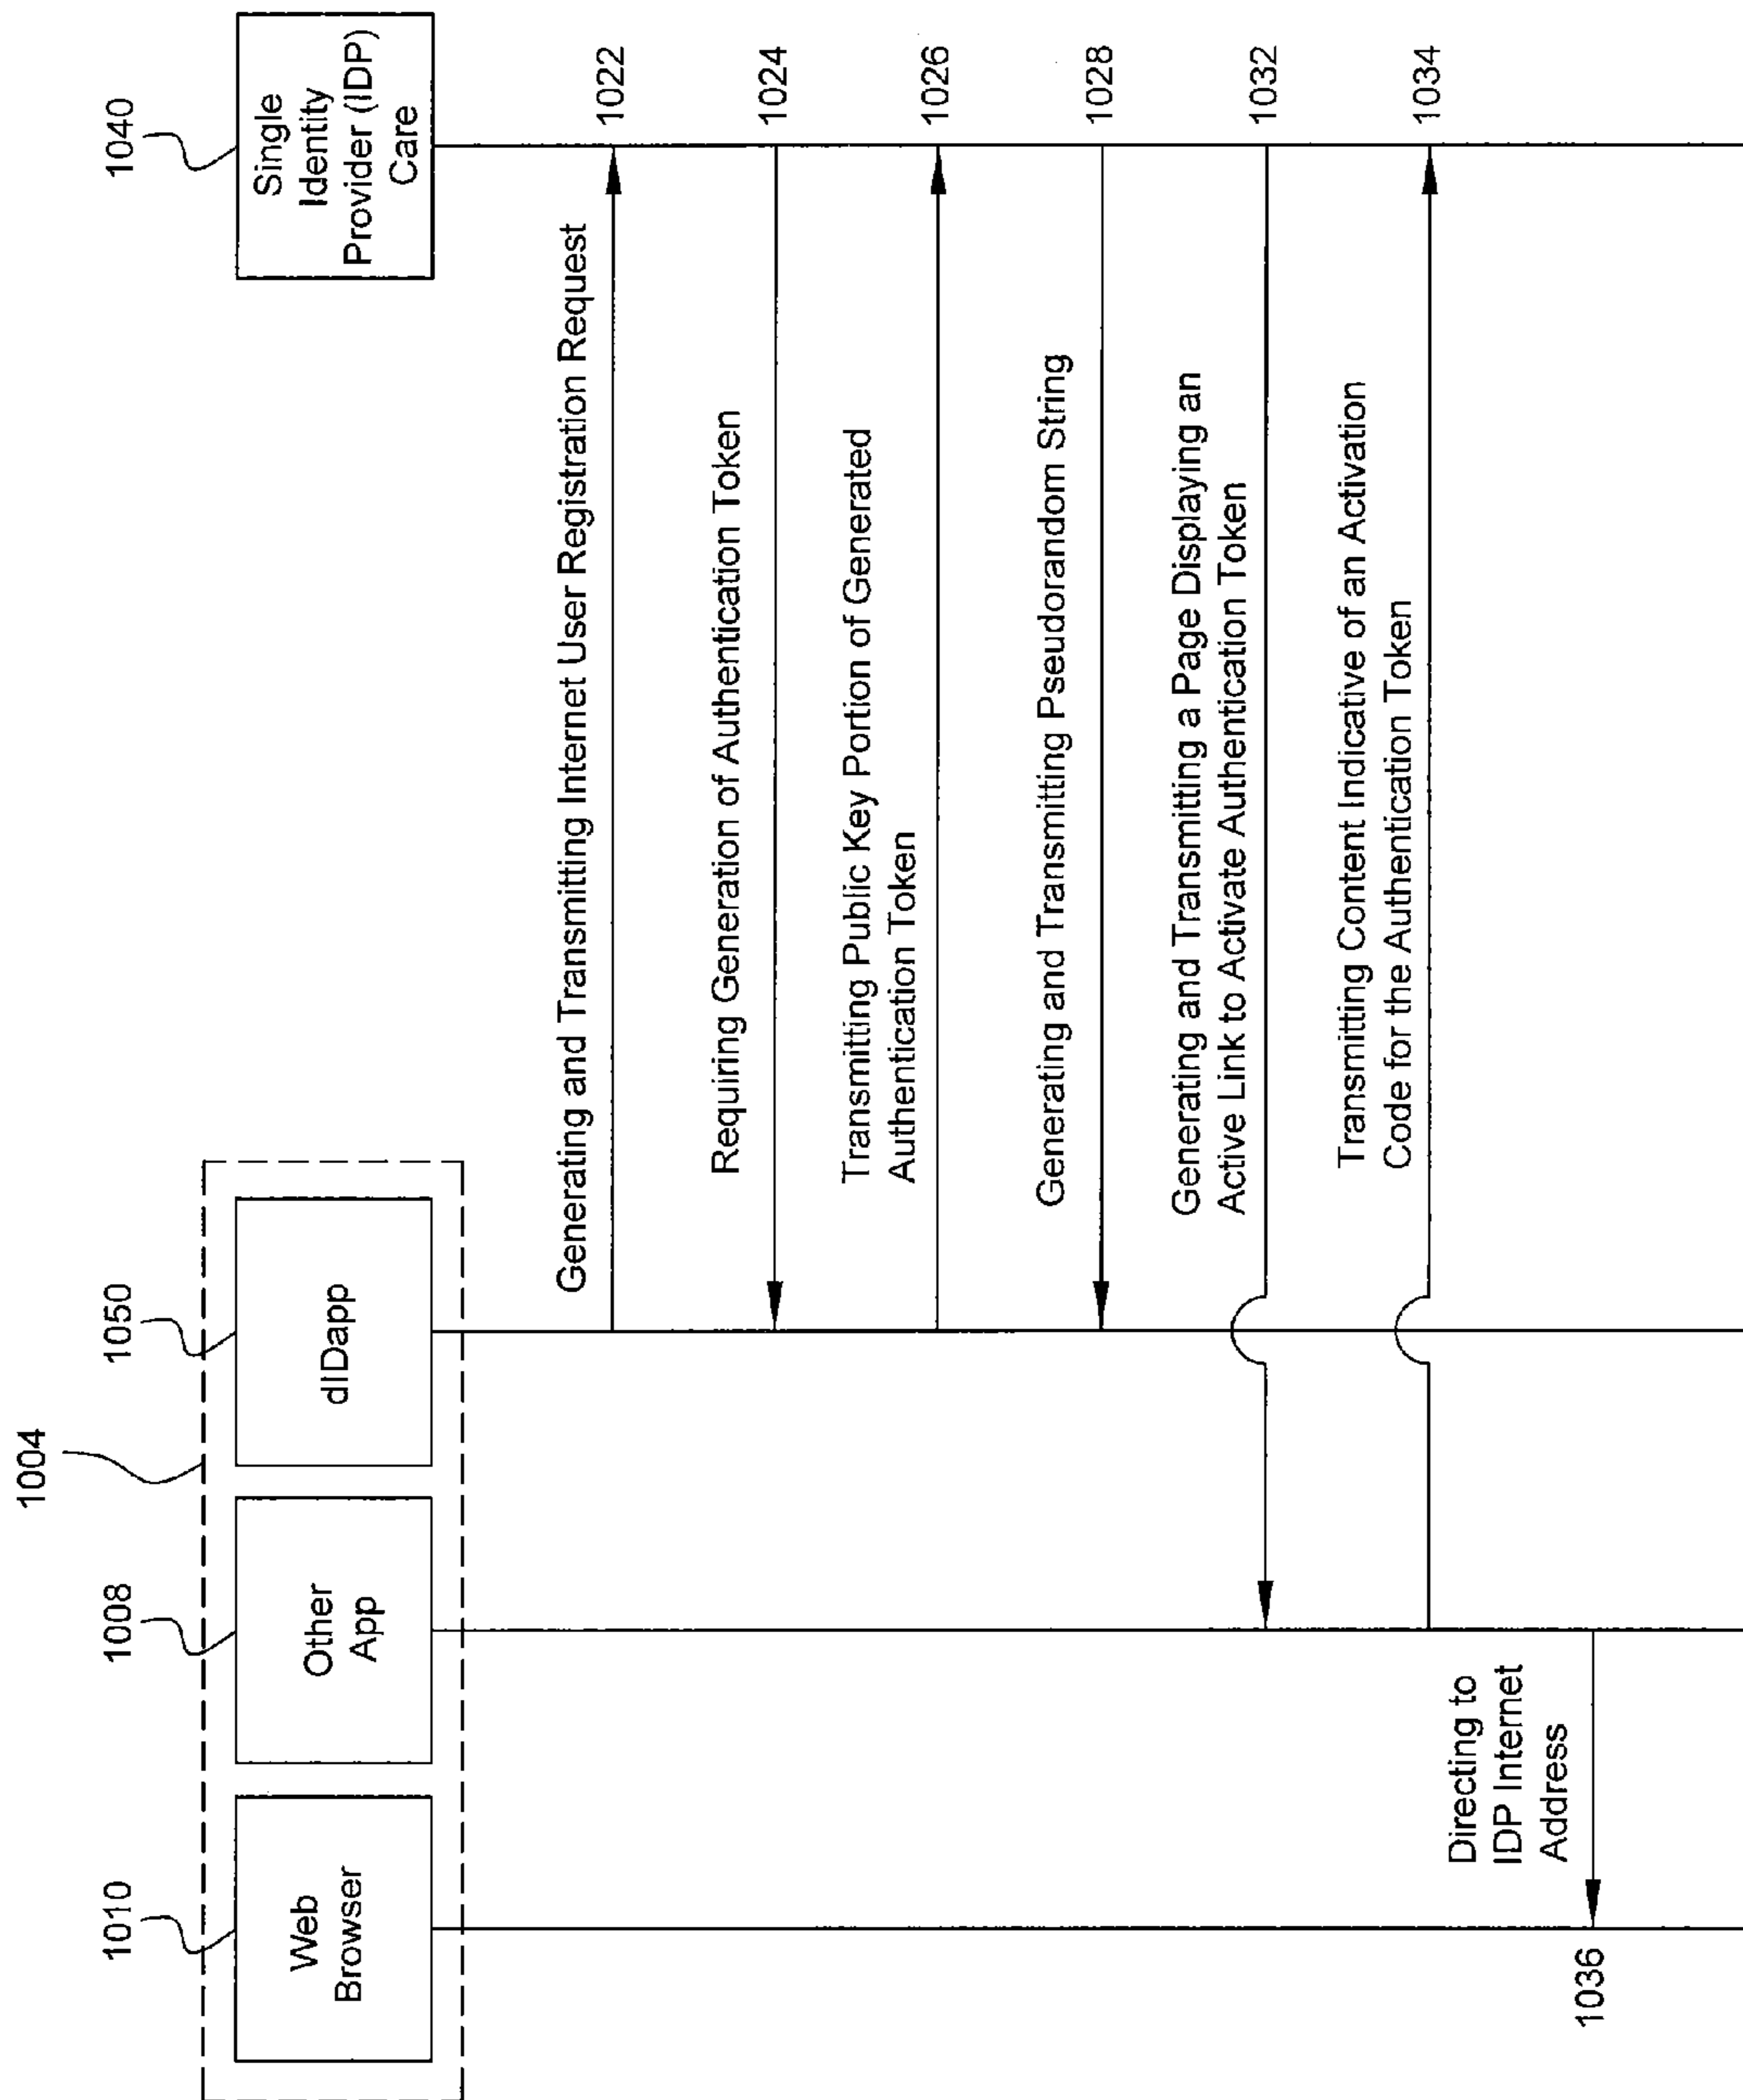 1004
1010
1008
1050
1040
Web
Browser
Other
App
dIDapp
Single
Identity
Provider (IDP)
Care
Generating and Transmitting Internet User Registration Request
1022
Requiring Generation of Authentication Token
1024
Transmitting Public Key Portion of Generated
Authentication Token
1026
Generating and Transmitting Pseudorandom String
1028
Generating and Transmitting a Page Displaying an
Active Link to Activate Authentication Token
1032
Transmitting Content Indicative of an Activation
Code for the Authentication Token
1034
Directing to
IDP Internet
Address
1036